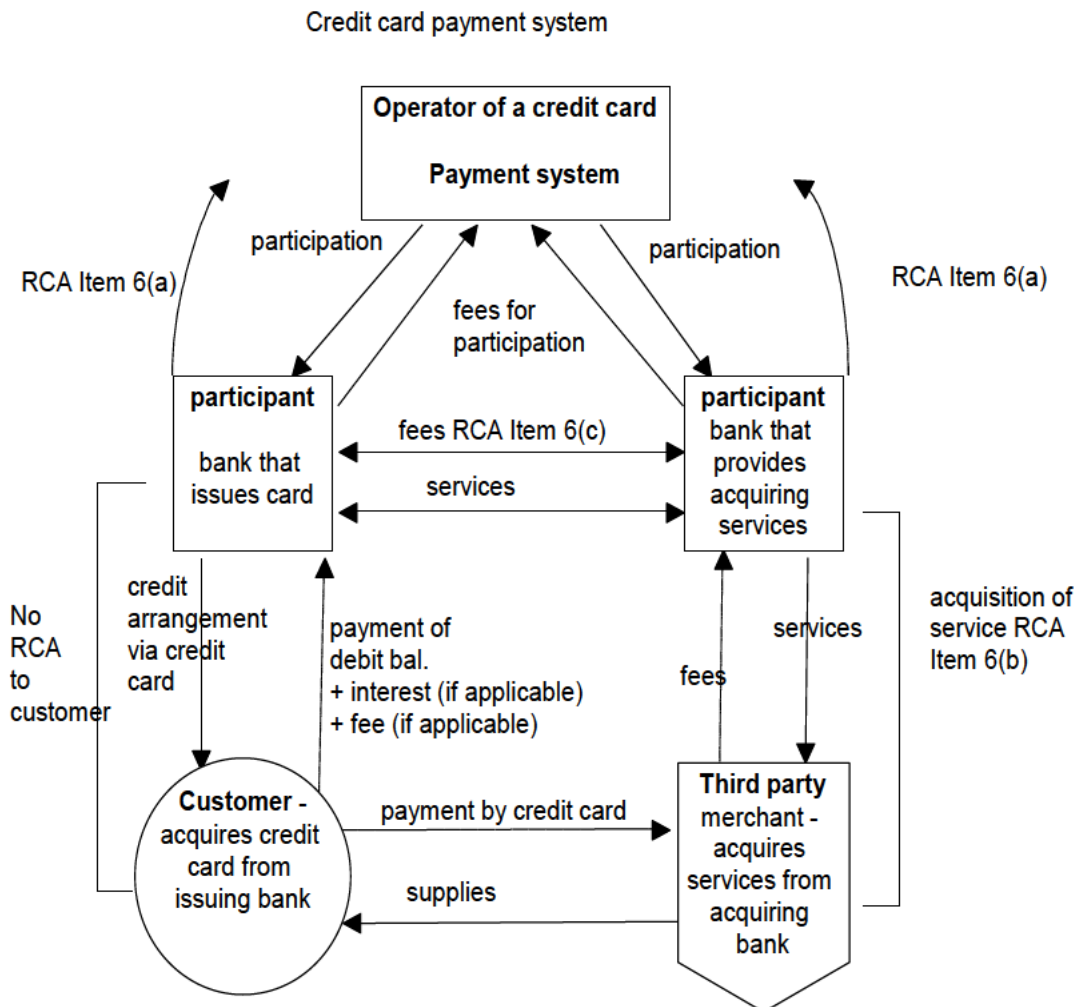 Credit card payment system
Operator of a credit card
Payment system
participation
participation
RCA Item 6(a)
RCA Item 6(a)
fees for
participation
participant
bank that
issues card
fees RCA Item 6(c)
services
participant
bank that
provides
acquiring
services
No
RCA
to
customer
credit
arrangement
via credit
card
payment of
debit bal.
+ interest (if applicable)
+ fee (if applicable)
fees
services
acquisition of
service RCA
Item 6(b)
Customer -
acquires credit
card from
issuing bank
payment by credit card
supplies
Third party
merchant -
acquires
services from
acquiring
bank